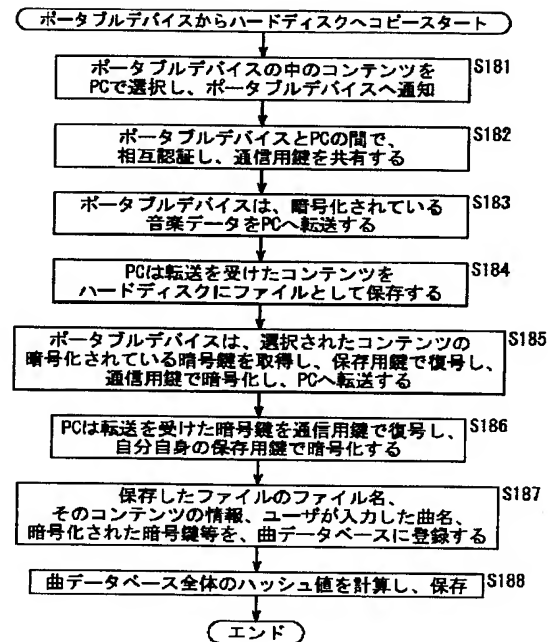 ポータブルデバイスからハードディスクへコピースタート
ポータブルデバイスの中のコンテンツを
PCで選択し、ポータブルデバイスへ通知
S181
ポータブルデバイスとPCの間で、
相互認証し、通信用鍵を共有する
S182
ポータブルデバイスは、暗号化されている
音楽データをPCへ転送する
S183
PCは転送を受けたコンテンツを
ハードディスクにファイルとして保存する
S184
ポータブルデバイスは、選択されたコンテンツの
暗号化されている暗号鍵を取得し、保存用鍵で復号し、
通信用鍵で暗号化し、PCへ転送する
S185
PCは転送を受けた暗号鍵を通信用鍵で復号し、
自分自身の保存用鍵で暗号化する
S186
保存したファイルのファイル名、
そのコンテンツの情報、ユーザが入力した曲名、
暗号化された暗号鍵等を、曲データベースに登録する
S187
曲データベース全体のハッシュ値を計算し、保存
S188
エンド